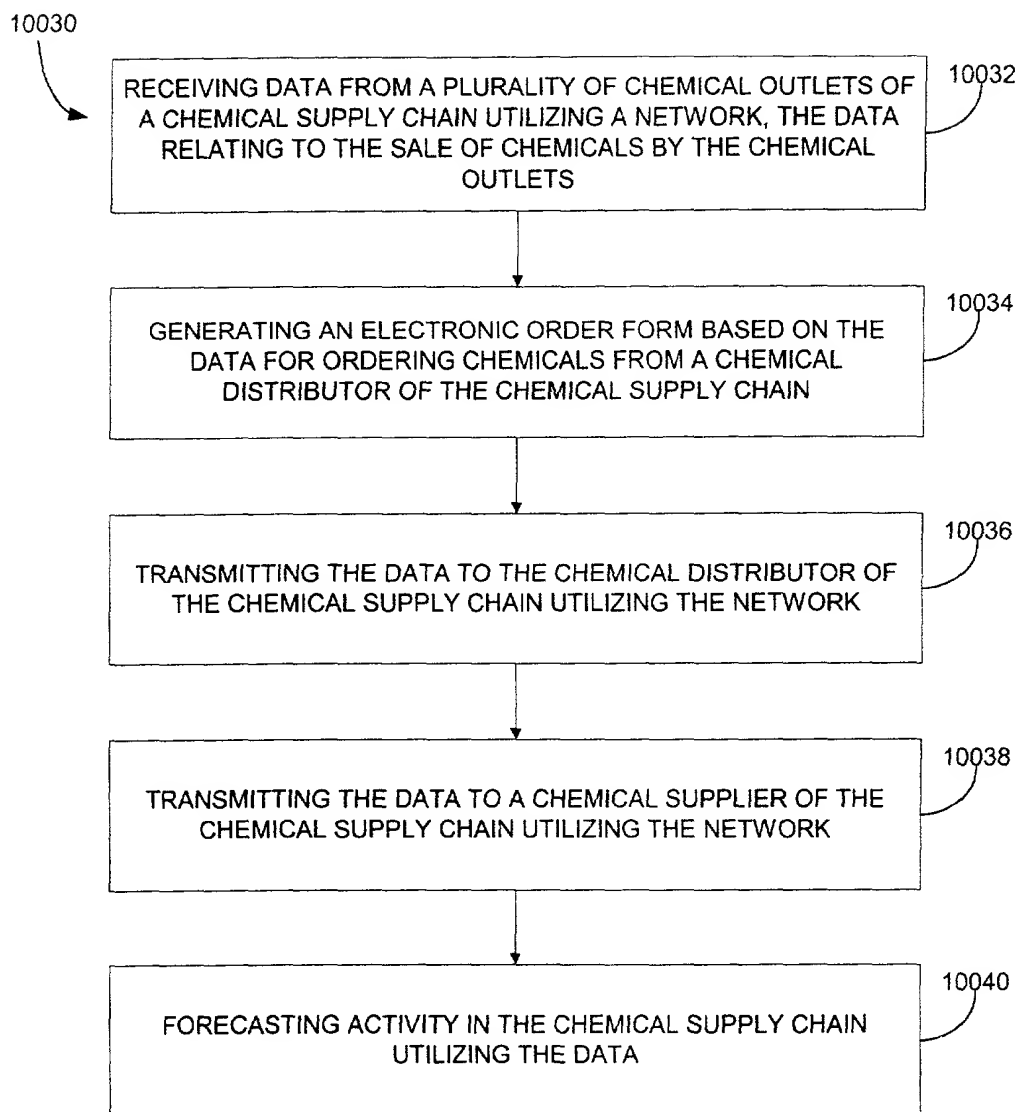 10030
RECEIVING DATA FROM A PLURALITY OF CHEMICAL OUTLETS OF
A CHEMICAL SUPPLY CHAIN UTILIZING A NETWORK, THE DATA
RELATING TO THE SALE OF CHEMICALS BY THE CHEMICAL
OUTLETS
10032
GENERATING AN ELECTRONIC ORDER FORM BASED ON THE
DATA FOR ORDERING CHEMICALS FROM A CHEMICAL
DISTRIBUTOR OF THE CHEMICAL SUPPLY CHAIN
10034
TRANSMITTING THE DATA TO THE CHEMICAL DISTRIBUTOR OF
THE CHEMICAL SUPPLY CHAIN UTILIZING THE NETWORK
10036
TRANSMITTING THE DATA TO A CHEMICAL SUPPLIER OF THE
CHEMICAL SUPPLY CHAIN UTILIZING THE NETWORK
10038
FORECASTING ACTIVITY IN THE CHEMICAL SUPPLY CHAIN
UTILIZING THE DATA
10040